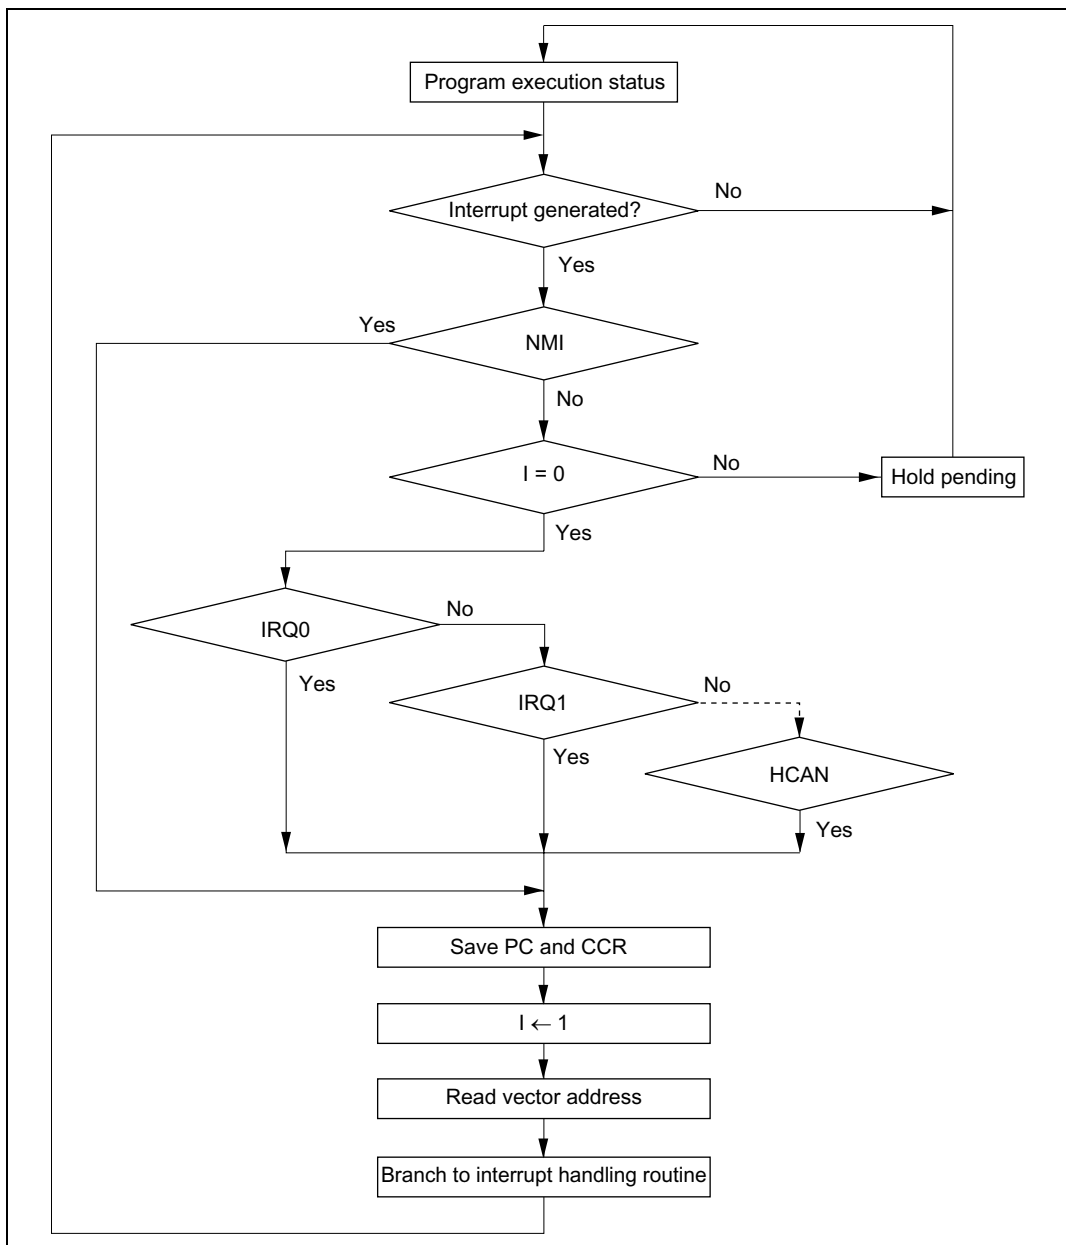 Program execution status
Interrupt generated?
No
Yes
Yes
NMI
No
I = 0
No
Hold pending
Yes
IRQ0
No
Yes
IRQ1
No
Yes
HCAN
Yes
Save PC and CCR
I ← 1
Read vector address
Branch to interrupt handling routine